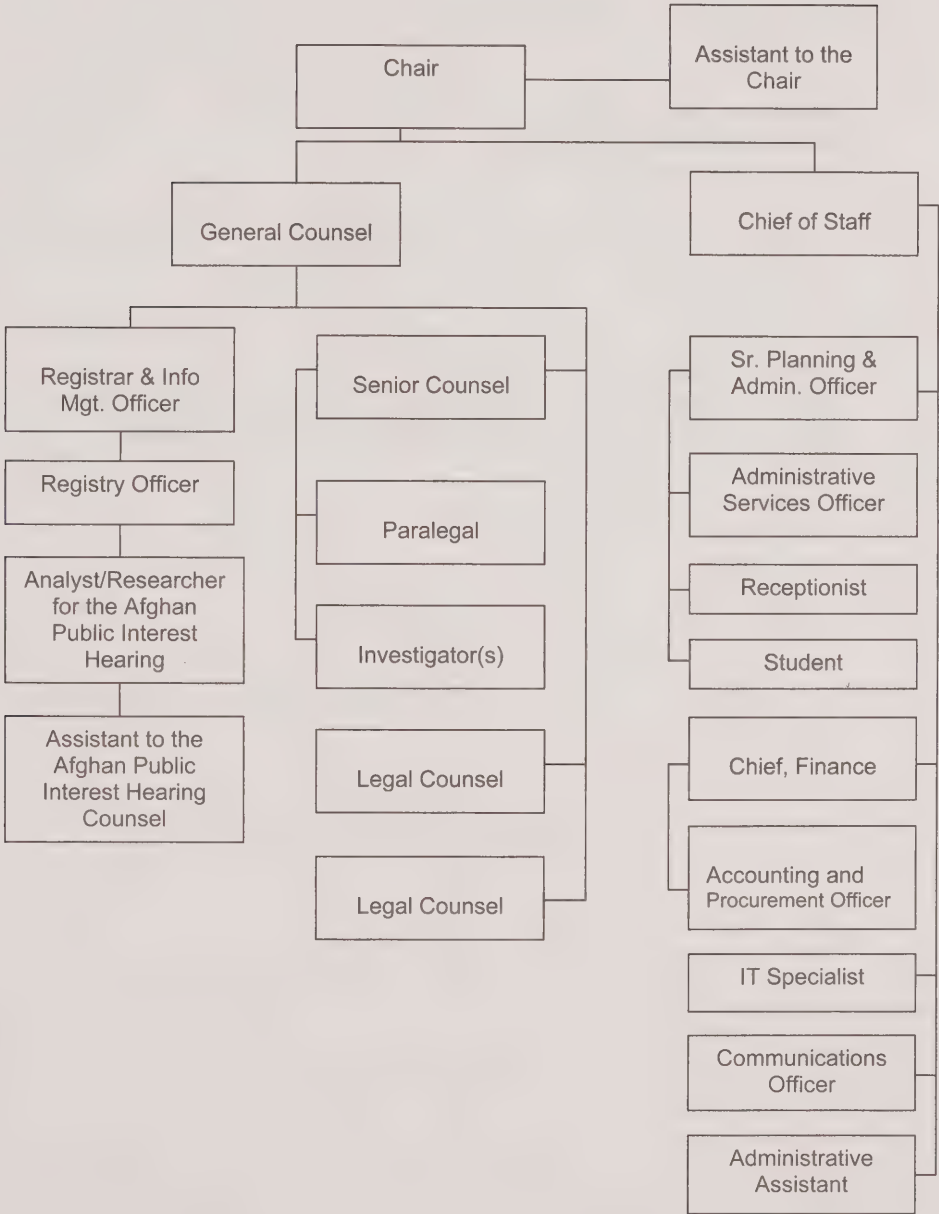 Chair
Assistant to the
Chair
General Counsel
Chief of Staff
Registrar & Info
Mgt. Officer
Registry Officer
Analyst/Researcher
for the Afghan
Public Interest
Hearing
Assistant to the
Afghan Public
Interest Hearing
Counsel
Senior Counsel
Paralegal
Investigator(s)
Legal Counsel
Legal Counsel
Sr. Planning &
Admin. Officer
Administrative
Services Officer
Receptionist
Student
Chief, Finance
Accounting and
Procurement Officer
IT Specialist
Communications
Officer
Administrative
Assistant